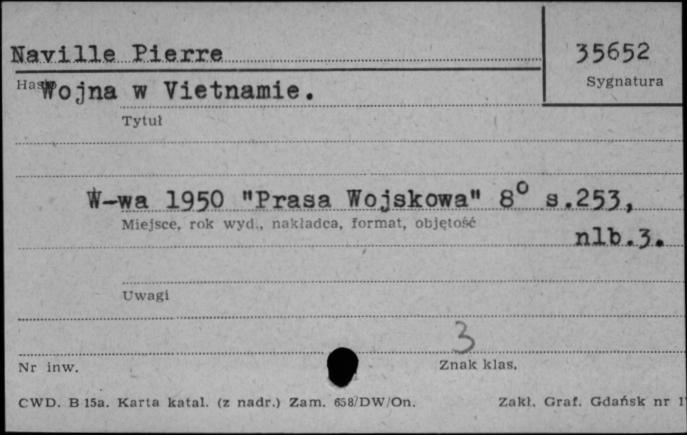 Naville Pierre
35652
Hasło
Sygnatura
Wojna w Vietnamie.
Tytuł
W-wa 1950 "Prasa Wojskowa" 8° s.253,
Miejsce, rok wyd., nakładca, format, objętość
nlb.3.
Uwagi
3
Nr inw.
Znak klas.
CWD. B 15a. Karta katal. (z nadr.) Zam. 658/DW/On.
Zakł. Graf. Gdańsk nr